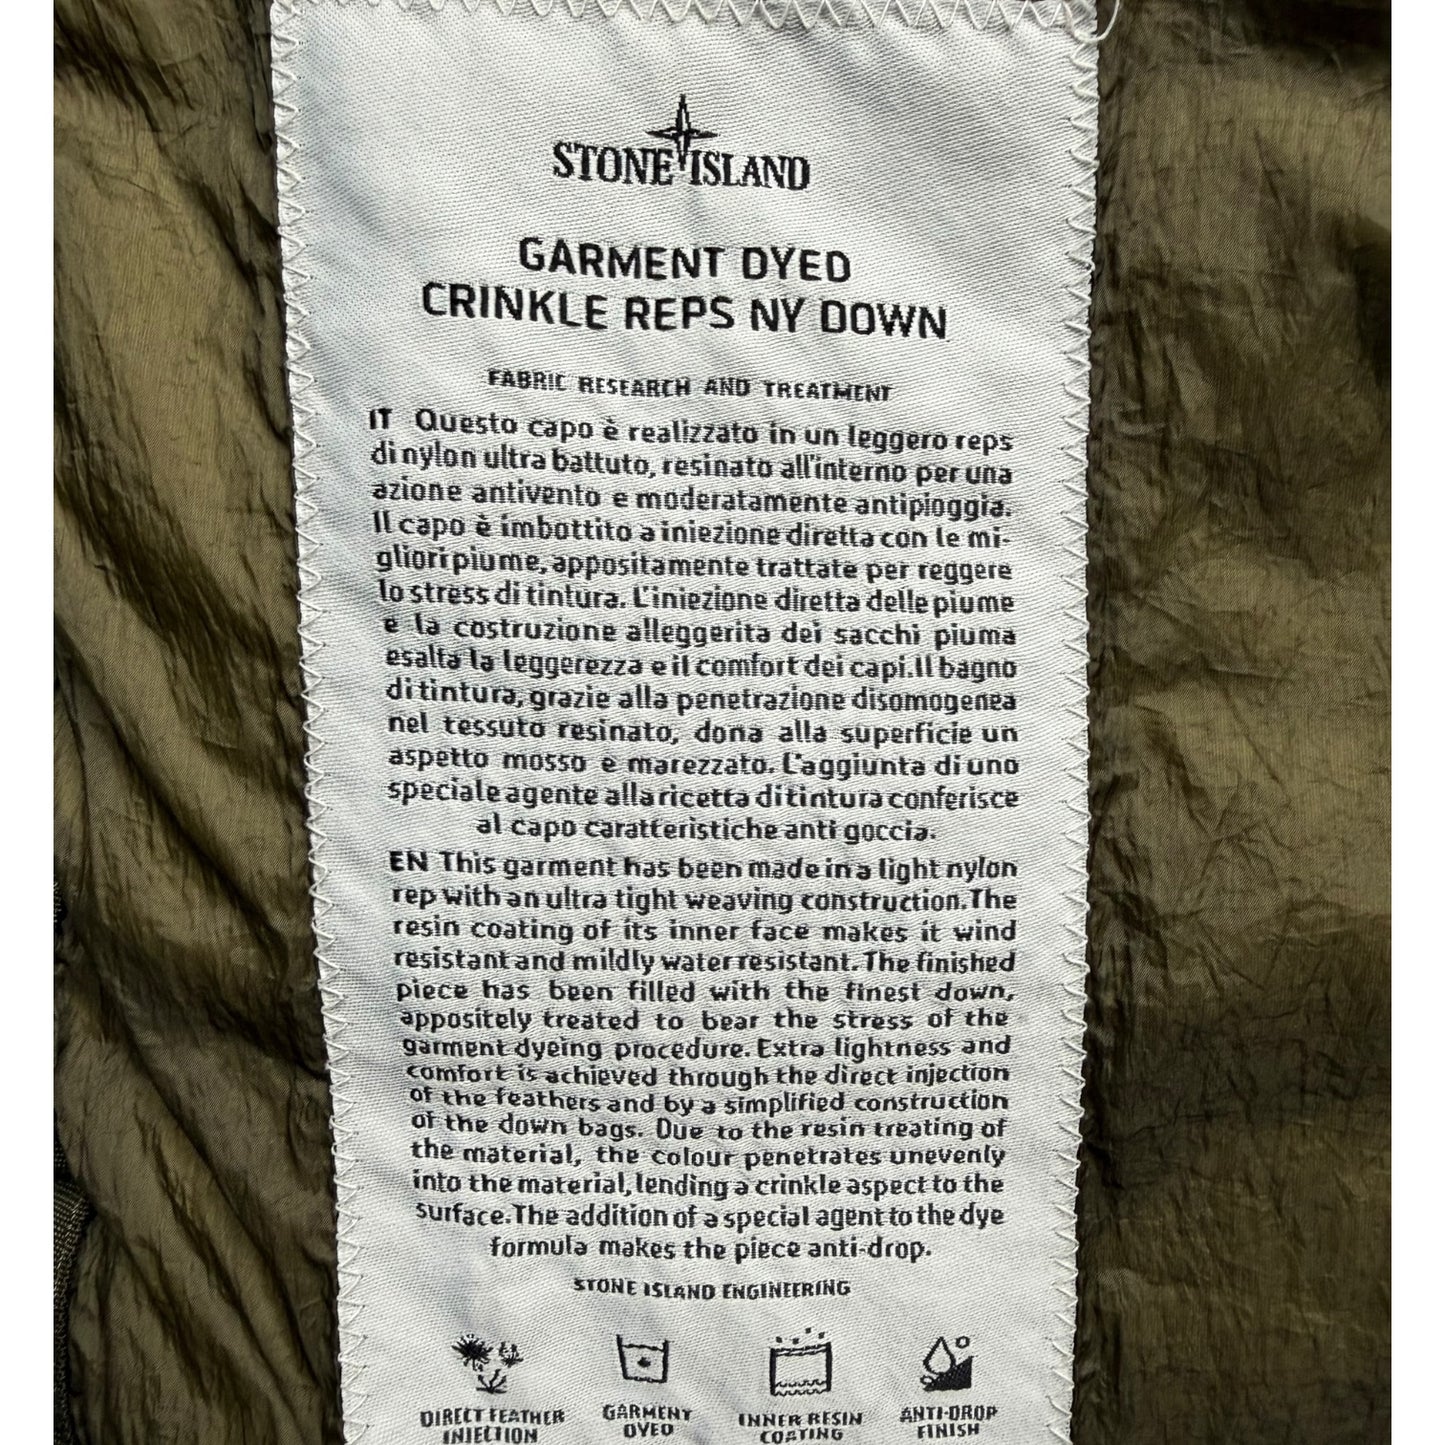 STONE ISLAND
GARMENT DYED
CRINKLE REPS NY DOWN
FABRIC RESEARCH AND TREATMENT
IT Questo capo è realizzato in un leggero reps
di nylon ultra battuto, resinato all'interno per una
azione antivento e moderatamente antipioggia.
Il capo è imbottito a iniezione diretta con le mi-
gliori piume, appositamente trattate per reggere
lo stress di tintura. L'iniezione diretta delle piume
e la costruzione alleggerita dei sacchi piuma
esalta la leggerezza e il comfort dei capi. Il bagno
di tintura, grazie alla penetrazione disomogenea
nel tessuto resinato, dona alla superficie un
aspetto mosso e marezzato. L'aggiunta di uno
speciale agente alla ricetta di tintura conferisce
al capo caratteristiche anti goccia.
EN This garment has been made in a light nylon
rep with an ultra tight weaving construction. The
resin coating of its inner face makes it wind
resistant and mildly water resistant. The finished
piece has been filled with the finest down,
appositely treated to bear the stress of the
garment dyeing procedure. Extra lightness and
comfort is achieved through the direct injection
of the feathers and by a simplified construction
of the down bags. Due to the resin treating of
the material, the colour penetrates unevenly
into the material, lending a crinkle aspect to the
surface. The addition of a special agent to the dye
formula makes the piece anti-drop.
STONE ISLAND ENGINEERING
DIRECT FEATHER INJECTION
GARMENT DYED
INNER RESIN COATING
ANTI-DROP FINISH